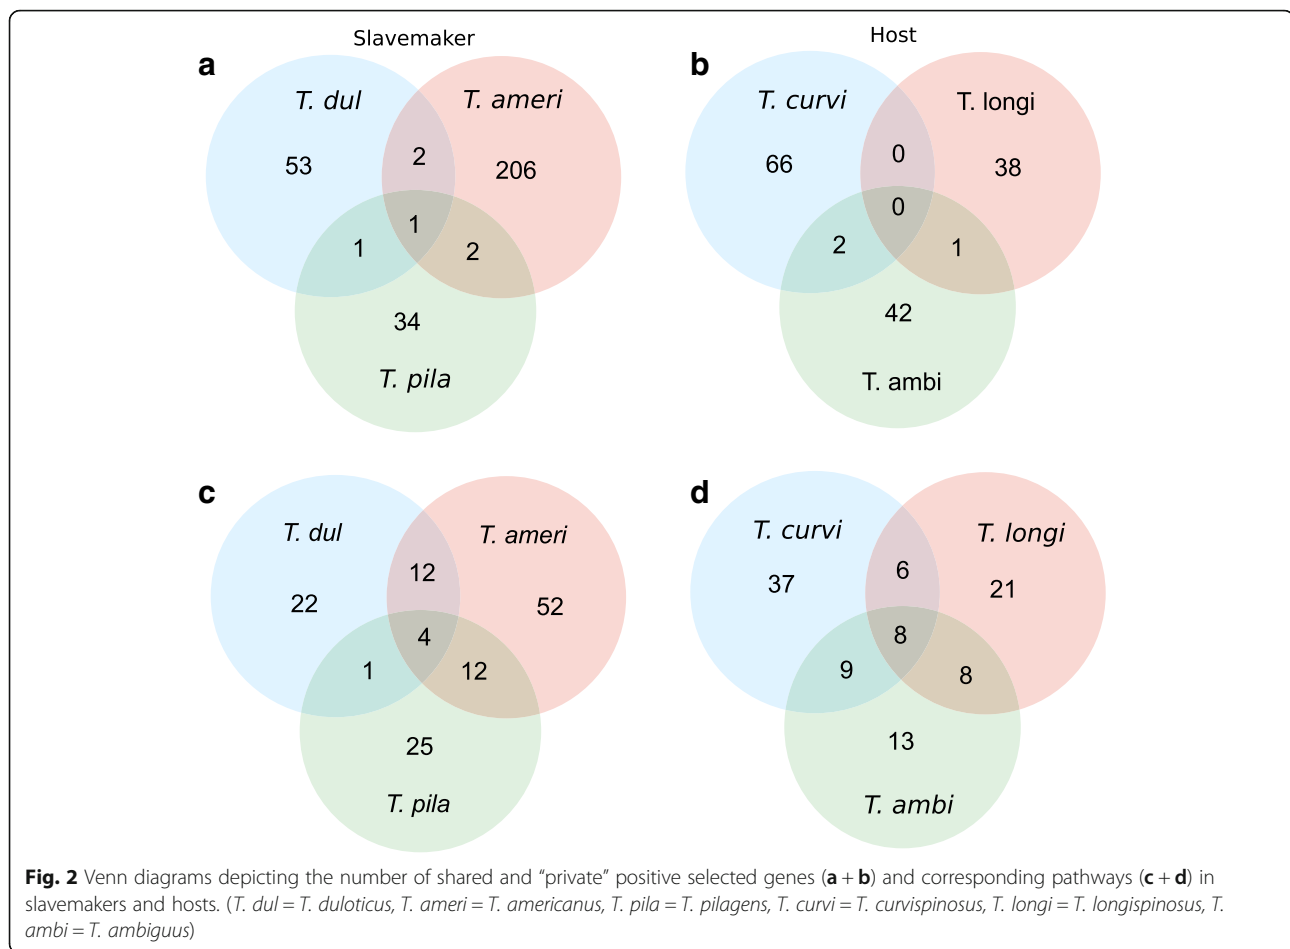 Slavemaker
Host
a
T. dul
T. ameri
53
2
206
1
1
2
34
T. pila
b
T. curvi
T. longi
66
0
38
0
2
1
42
T. ambi
c
T. dul
T. ameri
12
22
52
4
1
12
25
T. pila
d
T. curvi
T. longi
6
37
21
8
9
8
13
T. ambi
Fig. 2 Venn diagrams depicting the number of shared and “private” positive selected genes (a + b) and corresponding pathways (c + d) in
slavemakers and hosts. (T. dul = T. duloticus, T. ameri = T. americanus, T. pila = T. pilagens, T. curvi = T. curvispinosus, T. longi = T. longispinosus, T.
ambi = T. ambiguus)